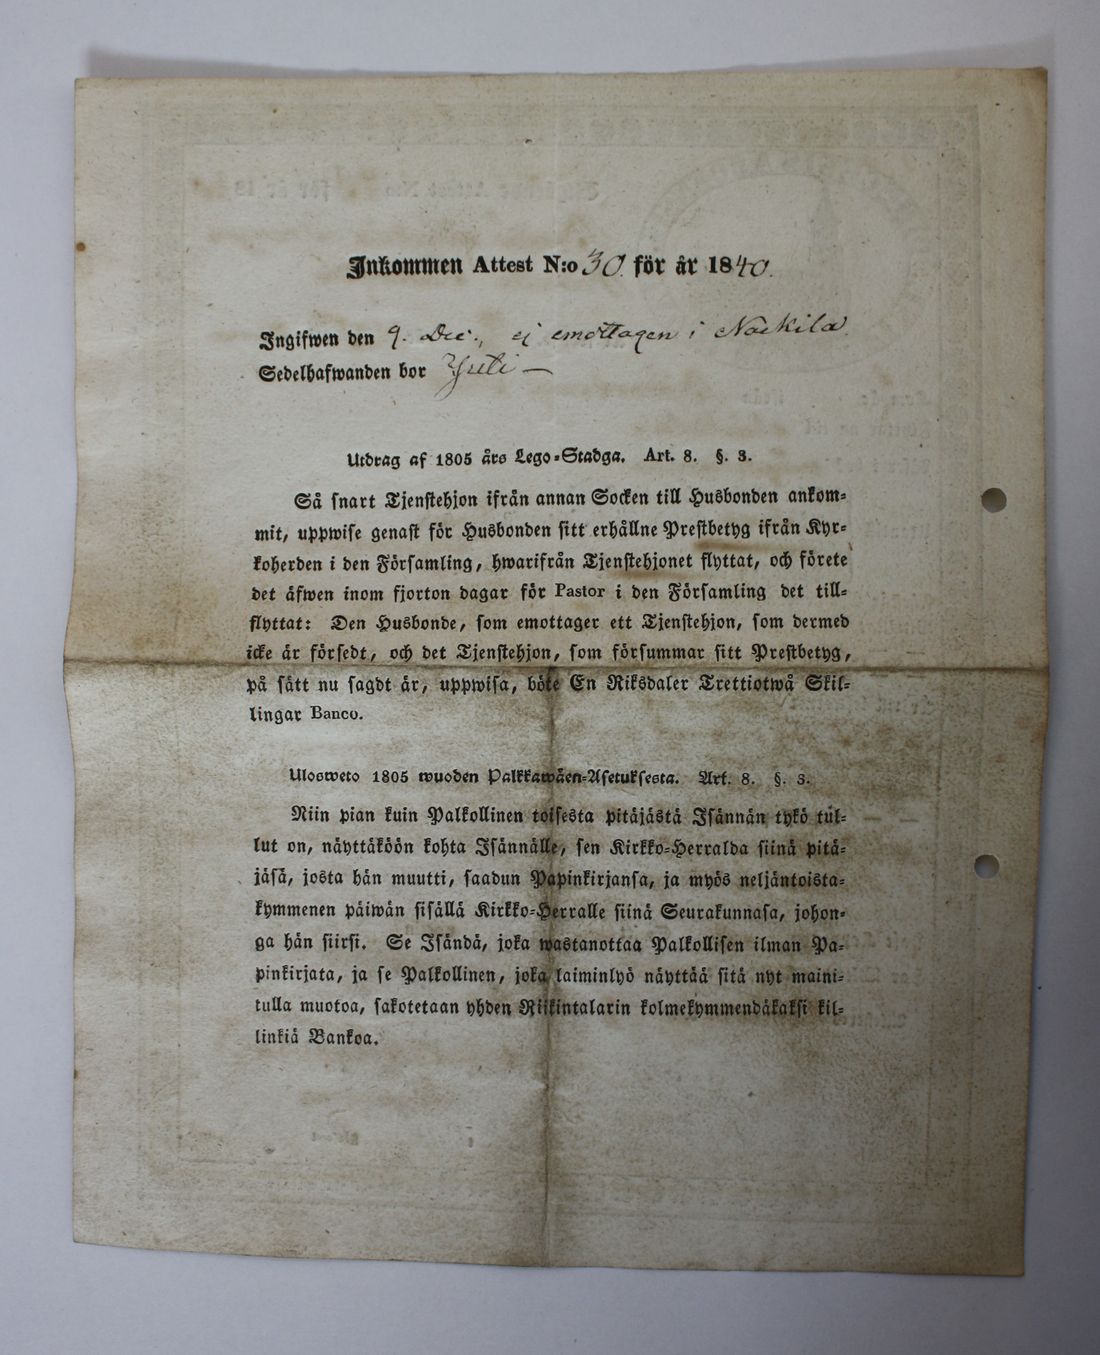 Inkommen Attest N:o 30 för år 1840.
Ingifwen den 9. Dec., ej emottagen i Nackila
Sedelhafwanden bor
Utdrag af 1805 års Lego-Stadga. Art. 8. §. 3.
Så snart Tjenstehjon ifrån annan Socken till Husbonden ankom=
mit, uppwise genast för Husbonden sitt erhållne Prestbetyg ifrån Kyr=
koherden i den Församling, hwarifrån Tjenstehjonet flyttat, och förete
det äfwen inom fjorton dagar för Pastor i den Församling det till=
flyttat: Den Husbonde, som emottager ett Tjenstehjon, som dermed
icke är försedt, och det Tjenstehjon, som försummar sitt Prestbetyg,
på sätt nu sagdt är, uppwisa, böte En Riksdaler Trettiotwå Skil=
lingar Banco.
Ulosweto 1805 wuoden Palkkawäen-Asetuksesta. Art. 8. §. 3.
Niin pian kuin Palkollinen toisesta pitäjästä Isännän tykö tul=
lut on, näyttäköön kohta Isännälle, sen Kirkko=Herralda siinä pitä=
jäsä, josta hän muutti, saadun Papinkirjansa, ja myös neljäntoista=
kymmenen päiwän sisällä Kirkko=Herralle siinä Seurakunnasa, johon=
ga hän siirsi. Se Isändä, joka wastanottaa Palkollisen ilman Pa=
pinkirjata, ja se Palkollinen, joka laiminlyö näyttää sitä nyt maini=
tulla muotoa, sakotetaan yhden Riikintalarin kolmekymmendäkaksi kil=
linkiä Bankoa.